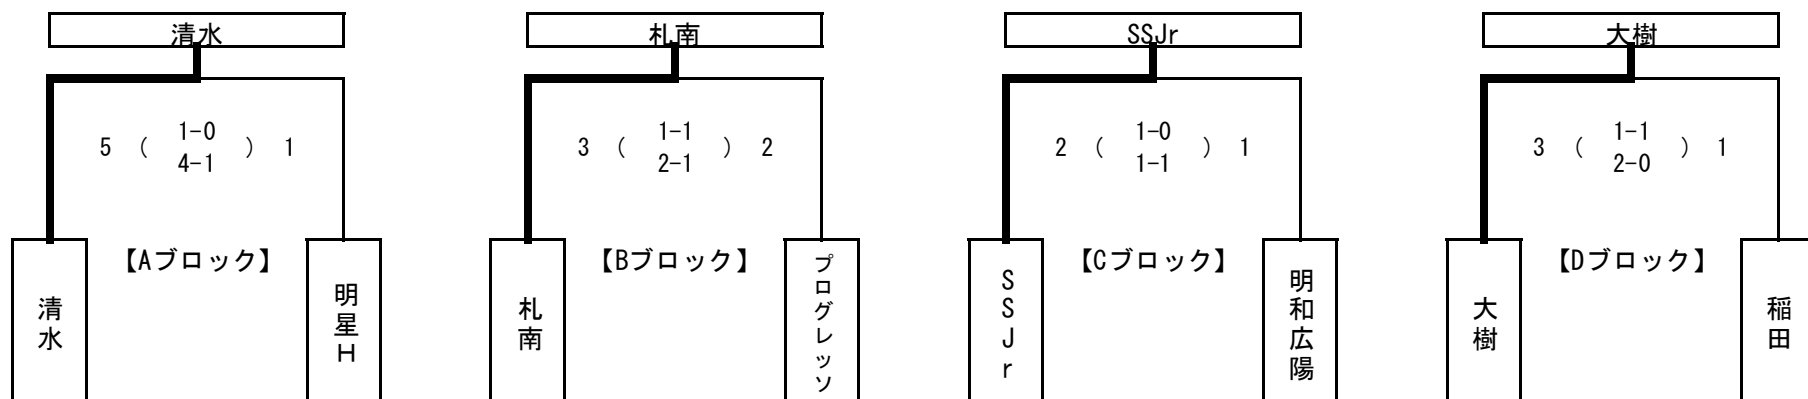 清水
札南
SSJr
大樹
5 ( 1-0 4-1 ) 1
3 ( 1-1 2-1 ) 2
2 ( 1-0 1-1 ) 1
3 ( 1-1 2-0 ) 1
【Aブロック】
【Bブロック】
【Cブロック】
【Dブロック】
清水
明星H
札南
プログレッソ
SSJr
明和広陽
大樹
稲田